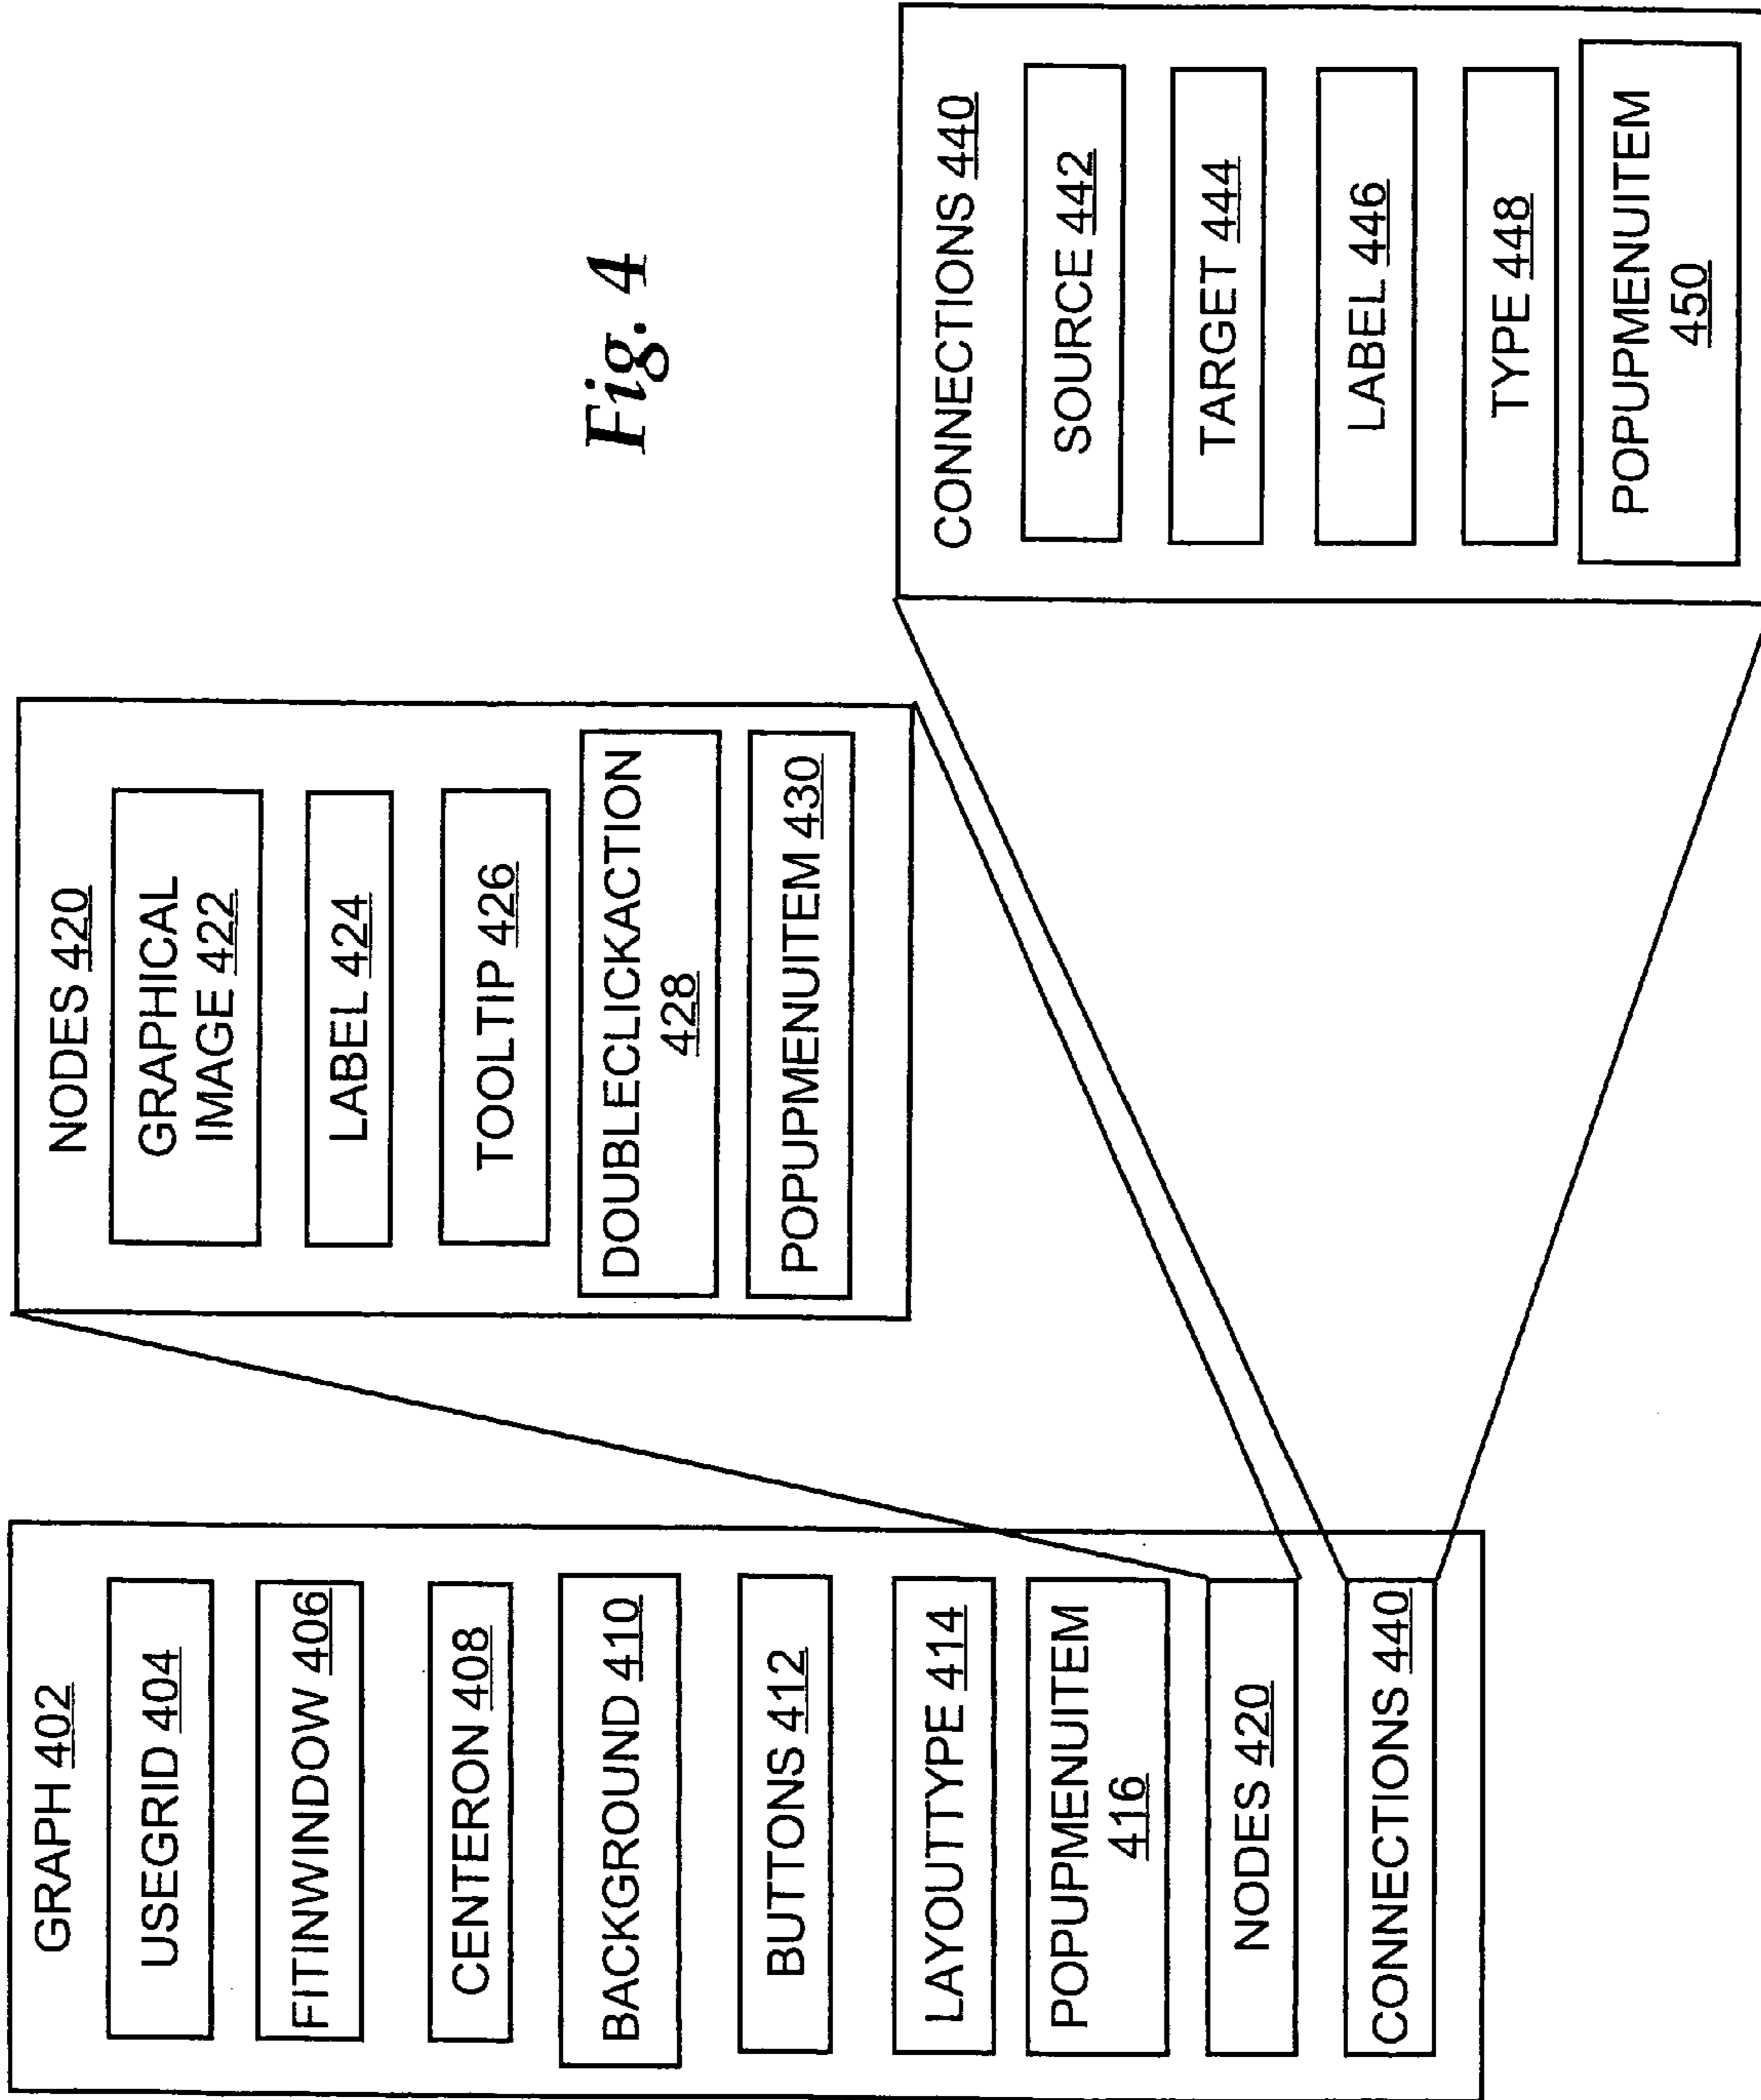 GRAPH 402
USEGRID 404
FITINWINDOW 406
CENTERON 408
BACKGROUND 410
BUTTONS 412
LAYOUTTYPE 414
POPUPMENUITEM
416
NODES 420
CONNECTIONS 440
NODES 420
GRAPHICAL
IMAGE 422
LABEL 424
TOOLTIP 426
DOUBLECLICKACTION
428
POPUPMENUITEM 430
Fig. 4
CONNECTIONS 440
SOURCE 442
TARGET 444
LABEL 446
TYPE 448
POPUPMENUITEM
450